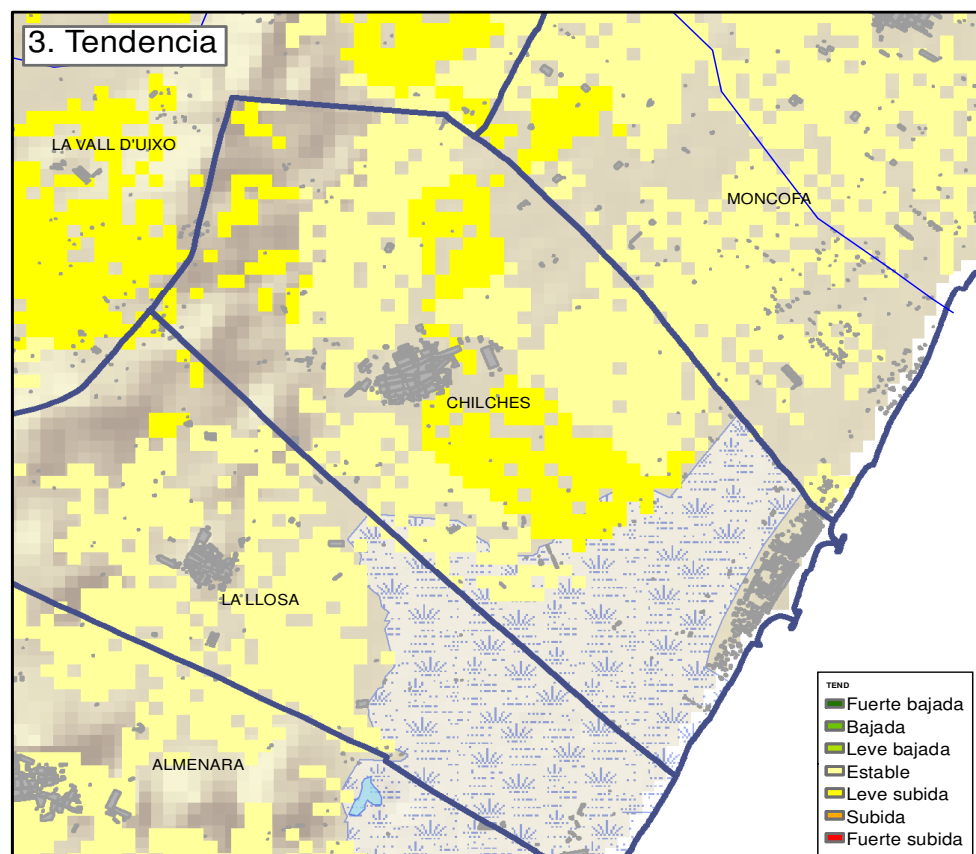 3. Tendencia
LA VALL D'UIXO
MONCOFA
CHILCHES
LA LLOSA
ALMENARA
TEND
Fuerte bajada
Bajada
Leve bajada
Estable
Leve subida
Subida
Fuerte subida